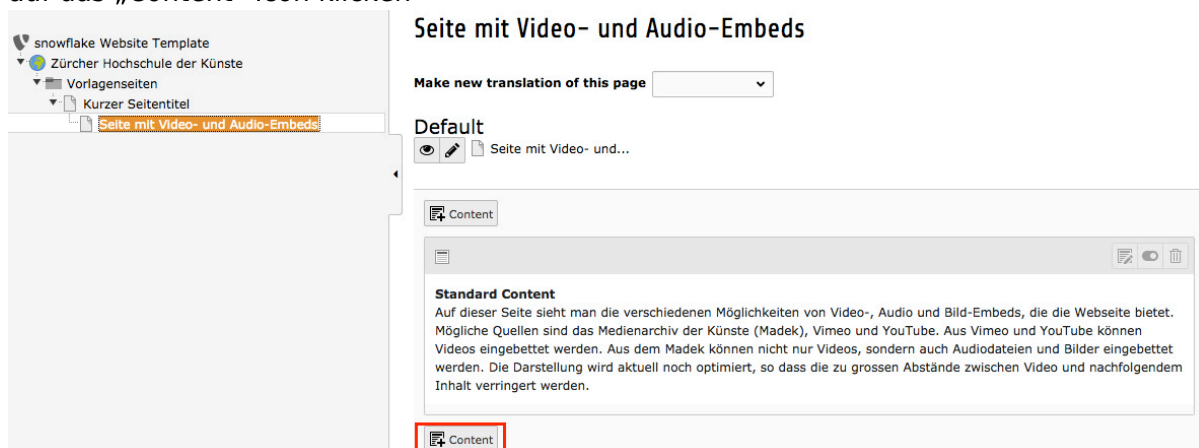 auf das „Content“-Icon klicken
snowflake Website Template
Zürcher Hochschule der Künste
Vorlagenseiten
Kurzer Seitentitel
Seite mit Video- und Audio-Embeds
Seite mit Video- und Audio-Embeds
Make new translation of this page
Default
Seite mit Video- und...
Content
Standard Content
Auf dieser Seite sieht man die verschiedenen Möglichkeiten von Video-, Audio und Bild-Embeds, die die Webseite bietet.
Mögliche Quellen sind das Medienarchiv der Künste (Madek), Vimeo und YouTube. Aus Vimeo und YouTube können
Videos eingebettet werden. Aus dem Madek können nicht nur Videos, sondern auch Audiodateien und Bilder eingebettet
werden. Die Darstellung wird aktuell noch optimiert, so dass die zu grossen Abstände zwischen Video und nachfolgendem
Inhalt verringert werden.
Content